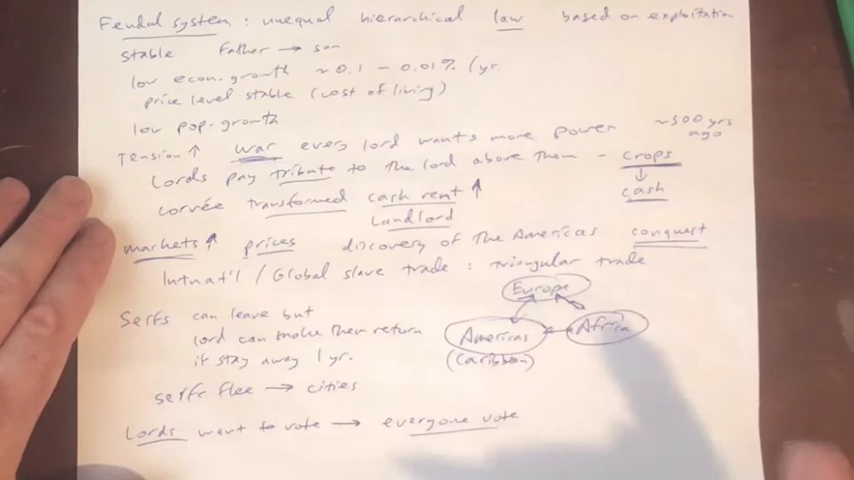 Feudal system : unequal hierarchical law based on exploitation
stable father → son
low econ. growth ~0.1 - 0.01% (yr.
price level stable (cost of living)
low pop. growth
Tension ↑ war every lord wants more power ~500 yrs ago
Lords pay tribute to the lord above them - crops
↓
corvée transformed cash rent ↑ cash
Landlord
markets ↑ prices discovery of the Americas conquest
Intnat'l / Global slave trade : triangular trade
Europe
Serfs can leave but
lord can make them return Americas Africa
if stay away 1 yr. (Caribbean)
serfs flee → cities
Lords want to vote → everyone vote